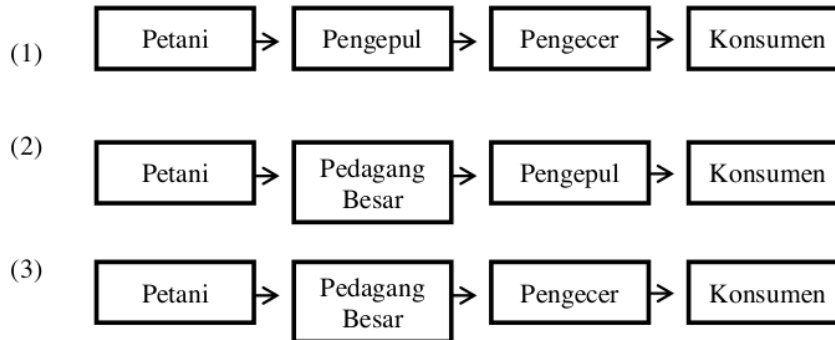 (1) Petani Pengepul Pengecer Konsumen
(2) Petani Pedagang Besar Pengepul Konsumen
(3) Petani Pedagang Besar Pengecer Konsumen